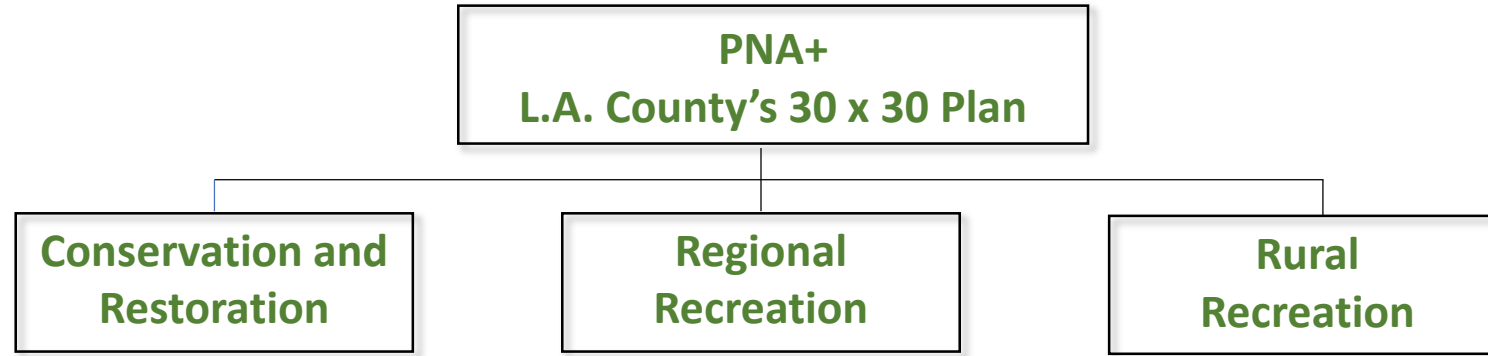 PNA+
L.A. County’s 30 x 30 Plan
Conservation and
Restoration
Regional
Recreation
Rural
Recreation